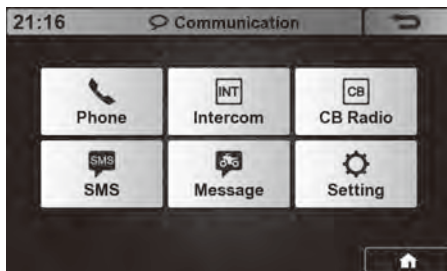 21:16 Communication
INT CB
Phone Intercom CB Radio
SMS
SMS Message Setting